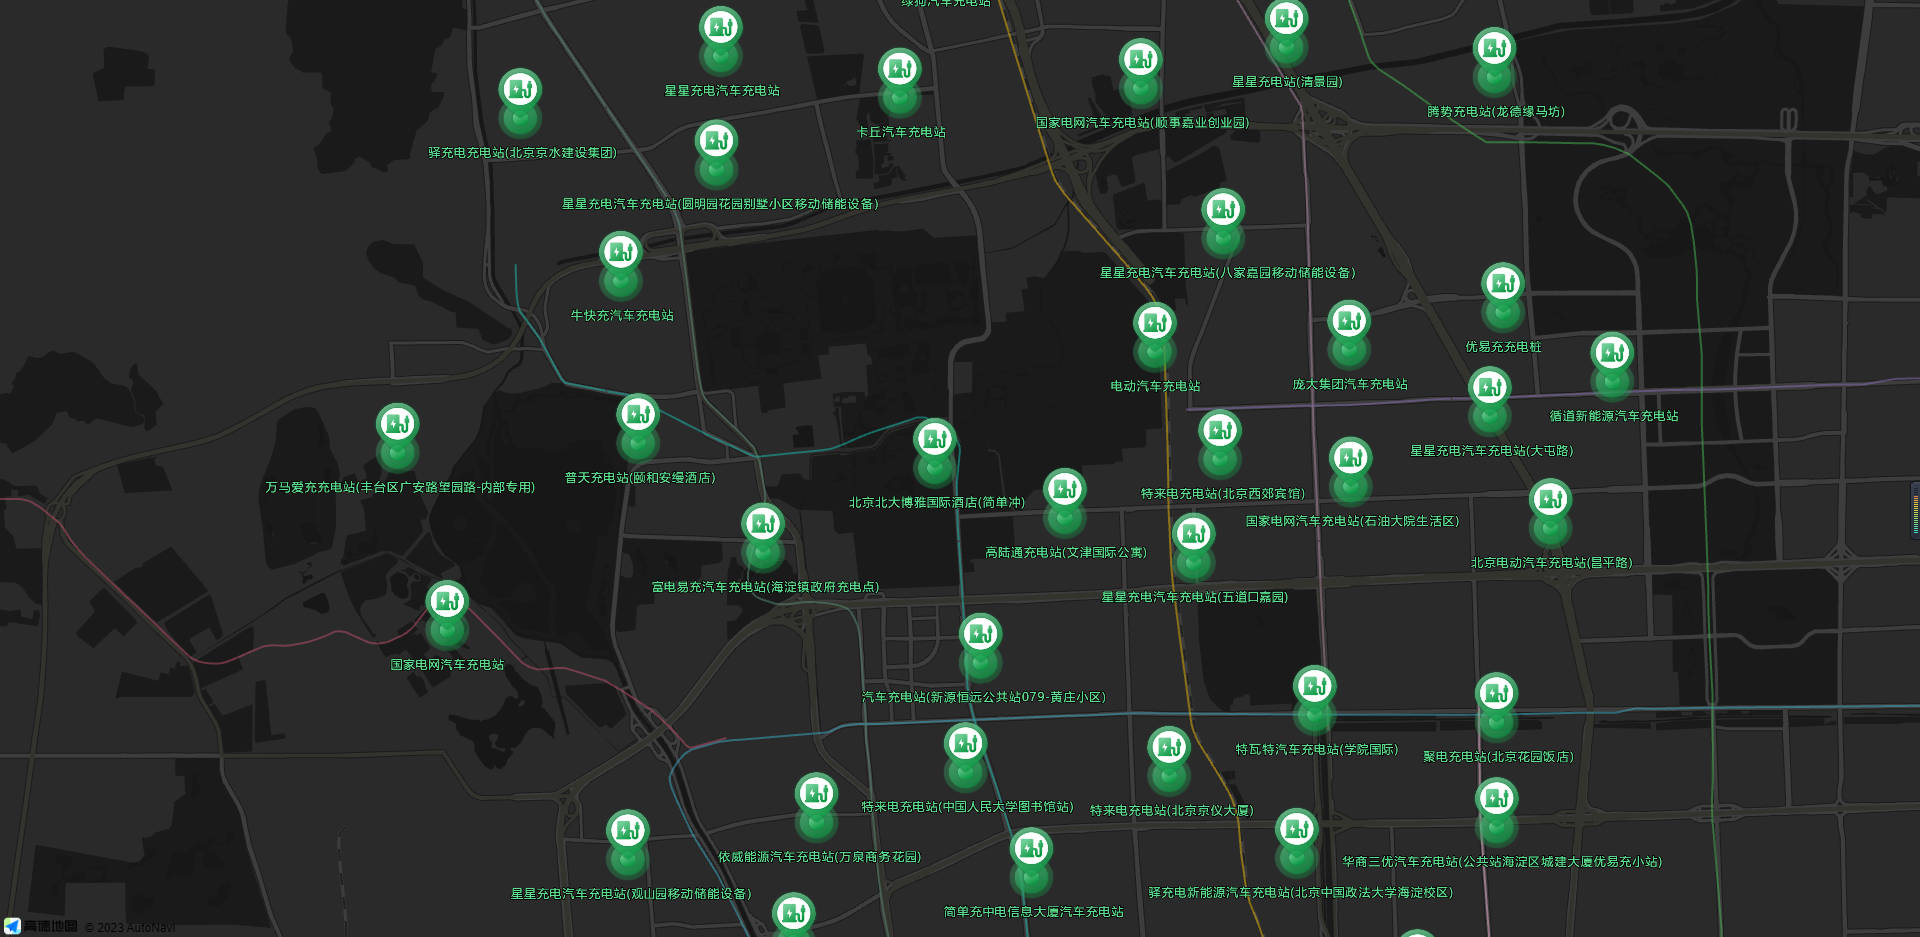 绿狗汽车充电站
星星充电站(清景园)
星星充电汽车充电站
腾势充电站(龙德缘马坊)
国家电网汽车充电站(顺事嘉业创业园)
卡丘汽车充电站
驿充电充电站(北京京水建设集团)
星星充电汽车充电站(圆明园花园别墅小区移动储能设备)
星星充电汽车充电站(八家嘉园移动储能设备)
牛快充汽车充电站
优易充充电桩
电动汽车充电站
庞大集团汽车充电站
循道新能源汽车充电站
星星充电汽车充电站(大屯路)
普天充电站(颐和安缦酒店)
万马爱充充电站(丰台区广安路望园路-内部专用)
特来电充电站(北京西郊宾馆)
北京北大博雅国际酒店(简单冲)
国家电网汽车充电站(石油大院生活区)
高陆通充电站(文津国际公寓)
北京电动汽车充电站(昌平路)
富电易充汽车充电站(海淀镇政府充电点)
星星充电汽车充电站(五道口嘉园)
国家电网汽车充电站
汽车充电站(新源恒远公共站079-黄庄小区)
特瓦特汽车充电站(学院国际)
聚电充电站(北京花园饭店)
特来电充电站(中国人民大学图书馆站)
特来电充电站(北京京仪大厦)
依威能源汽车充电站(万泉商务花园)
华商三优汽车充电站(公共站海淀区城建大厦优易充小站)
星星充电汽车充电站(观山园移动储能设备)
驿充电新能源汽车充电站(北京中国政法大学海淀校区)
简单充中电信息大厦汽车充电站
高德地图 © 2023 AutoNavi